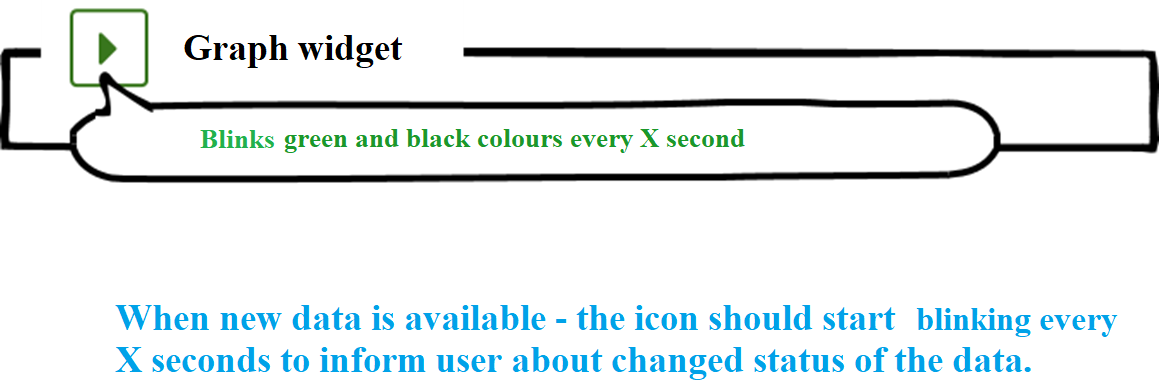 Graph widget
Blinks green and black colours every X second
When new data is available - the icon should start blinking every
X seconds to inform user about changed status of the data.